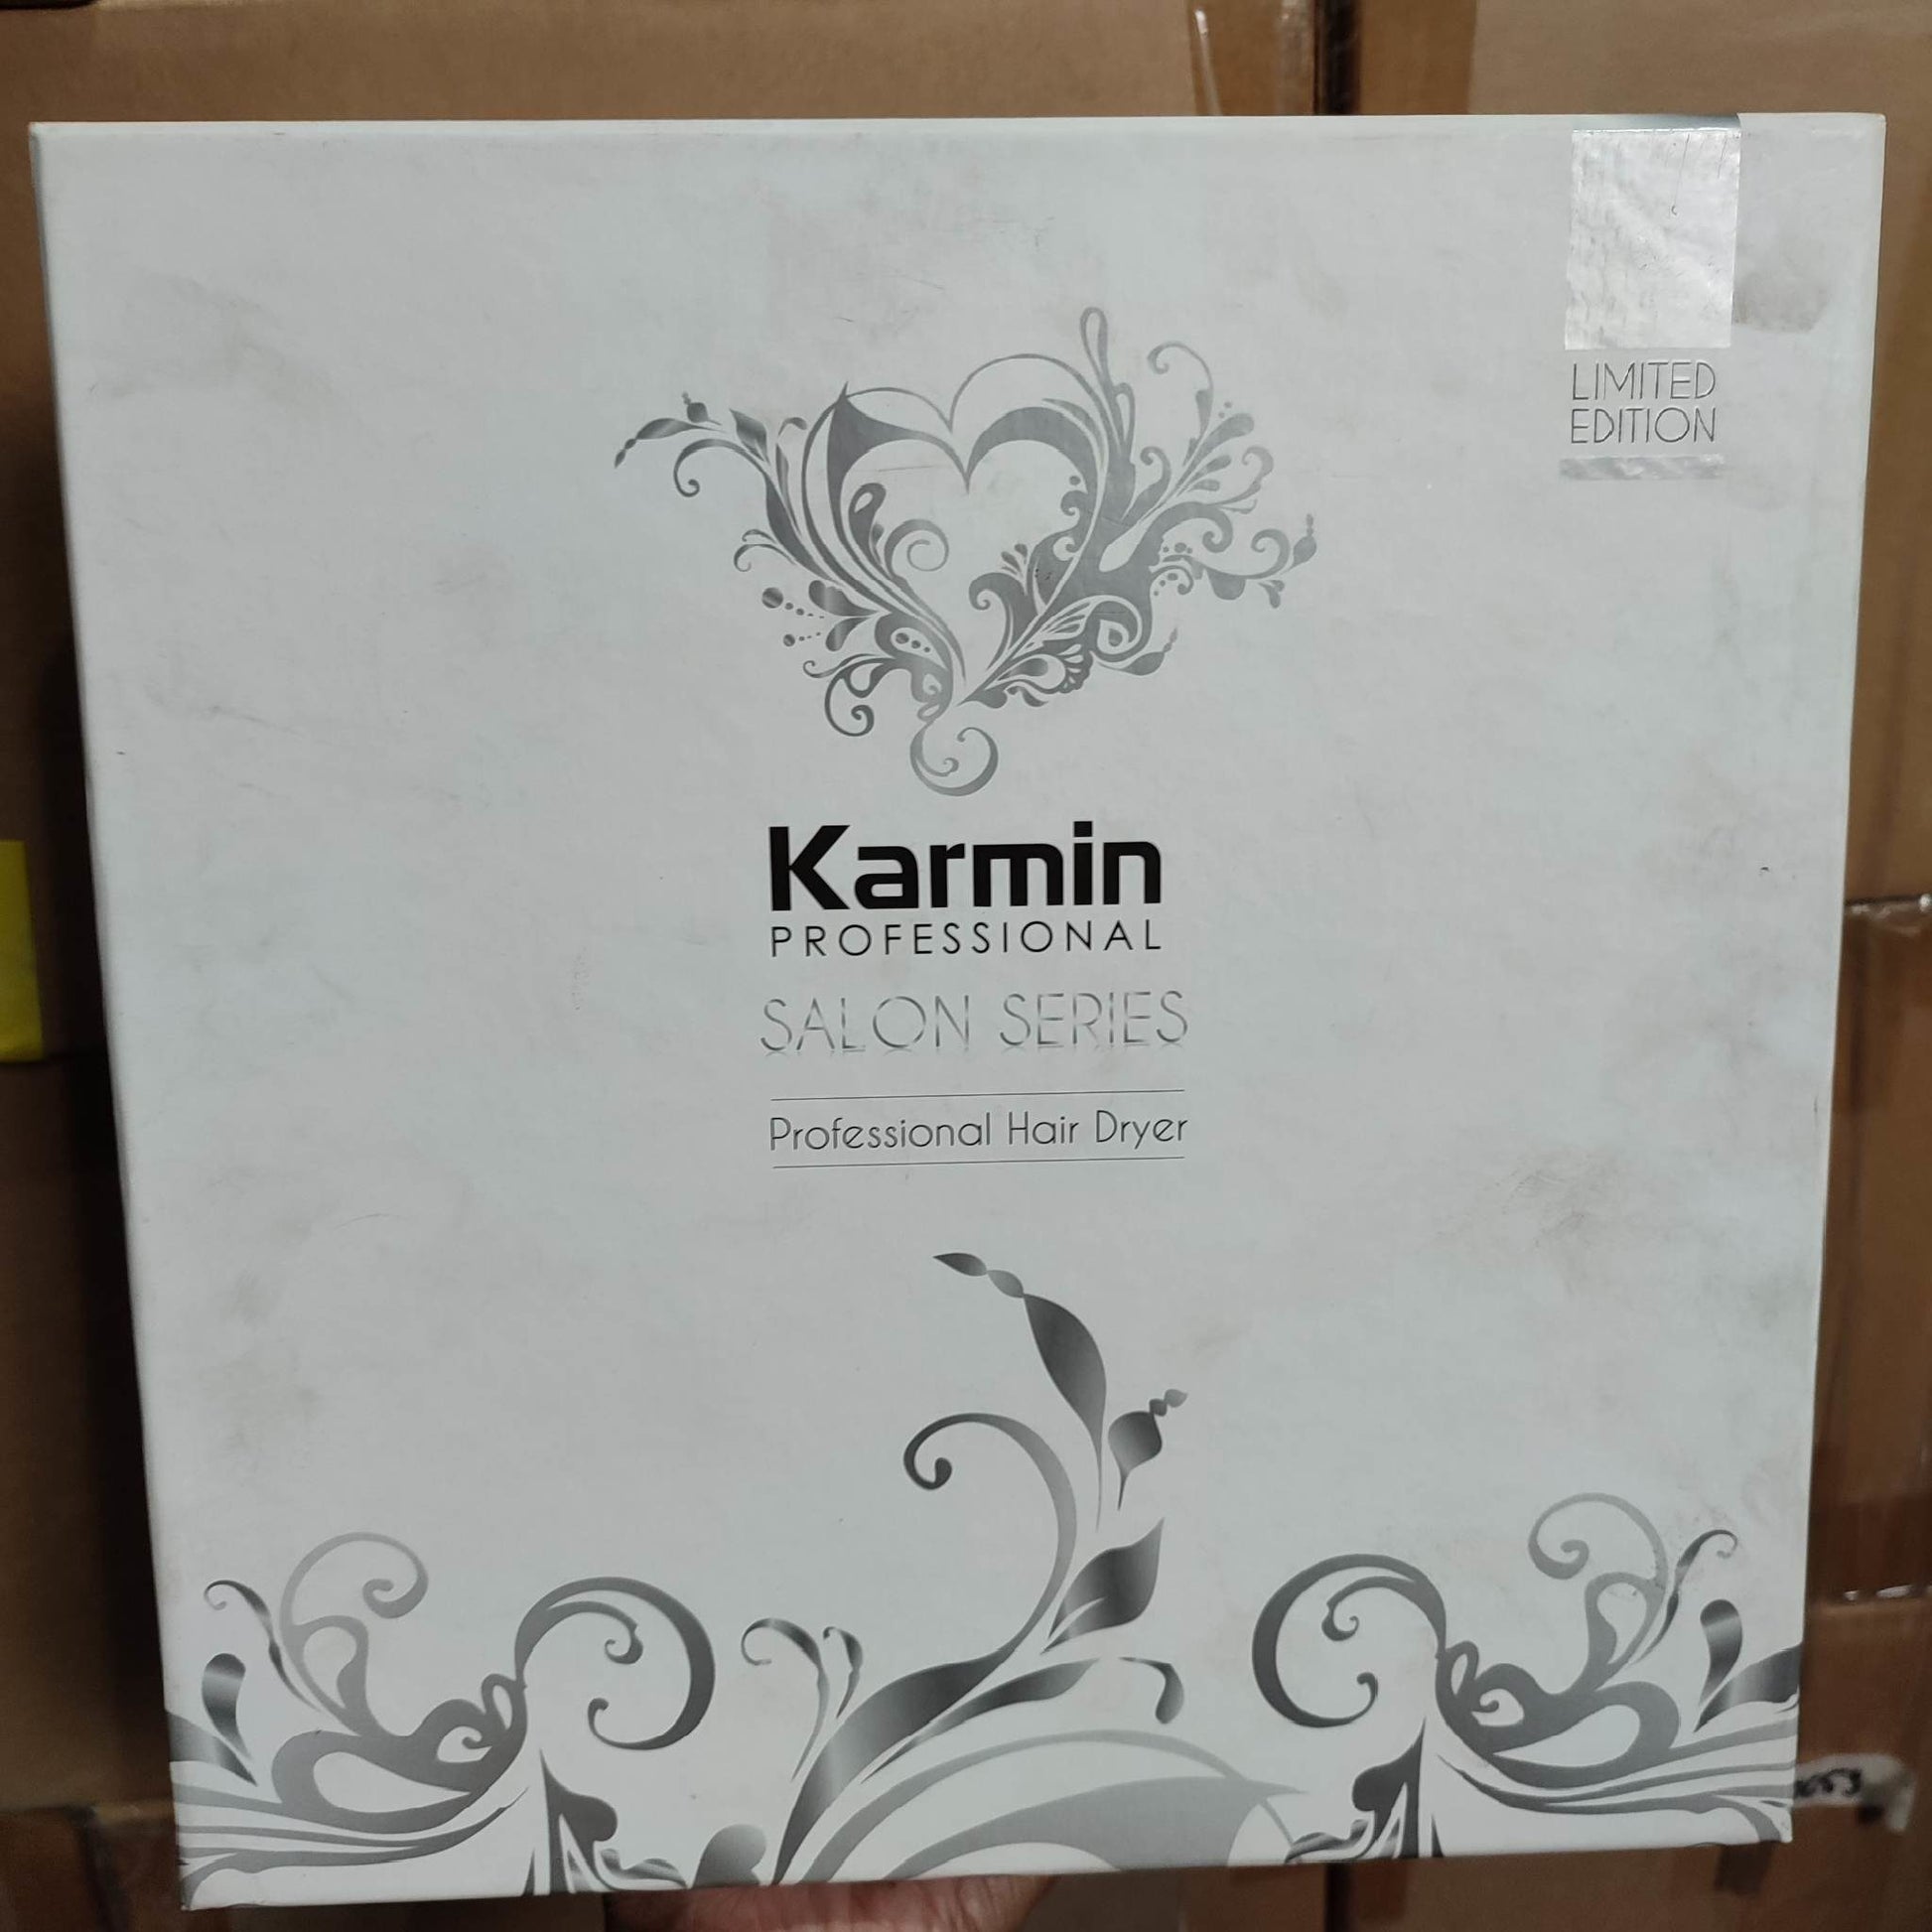 LIMITED
EDITION
Karmin
PROFESSIONAL
SALON SERIES
Professional Hair Dryer